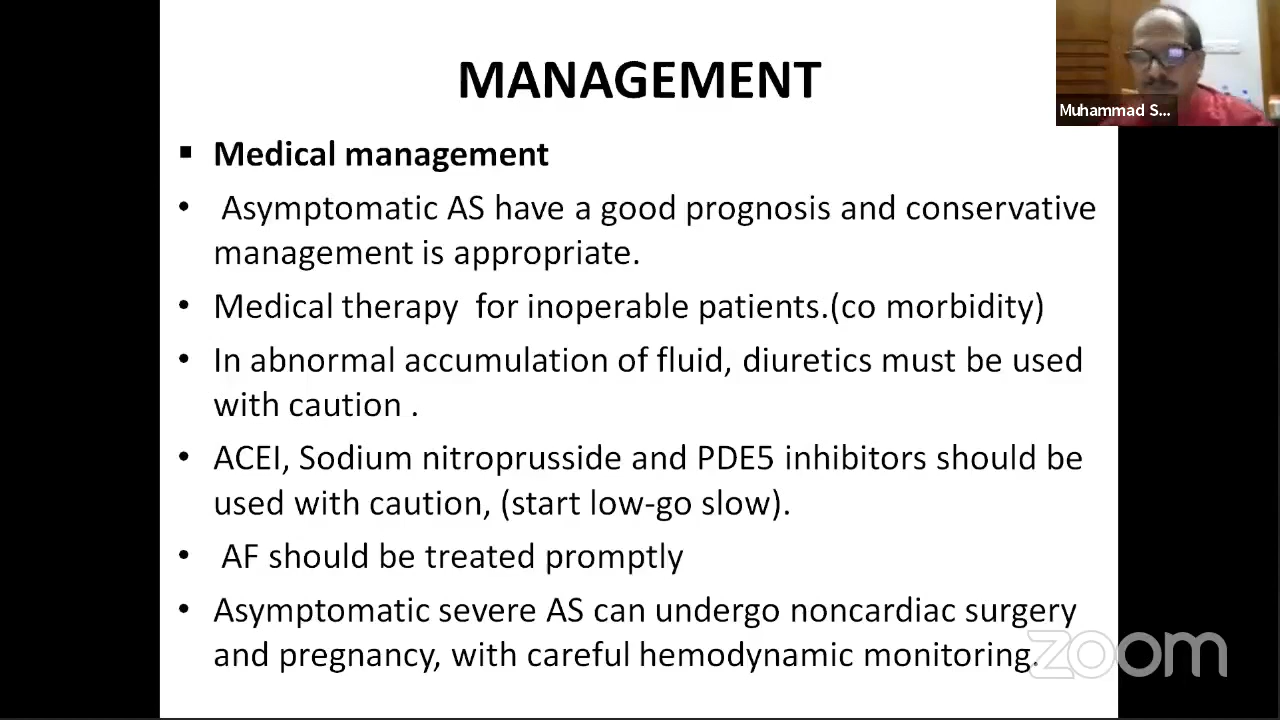 MANAGEMENT
Muhammad S...
▪ Medical management
• Asymptomatic AS have a good prognosis and conservative
management is appropriate.
• Medical therapy for inoperable patients.(co morbidity)
• In abnormal accumulation of fluid, diuretics must be used
with caution .
• ACEI, Sodium nitroprusside and PDE5 inhibitors should be
used with caution, (start low-go slow).
• AF should be treated promptly
• Asymptomatic severe AS can undergo noncardiac surgery
and pregnancy, with careful hemodynamic monitoring.
zoom